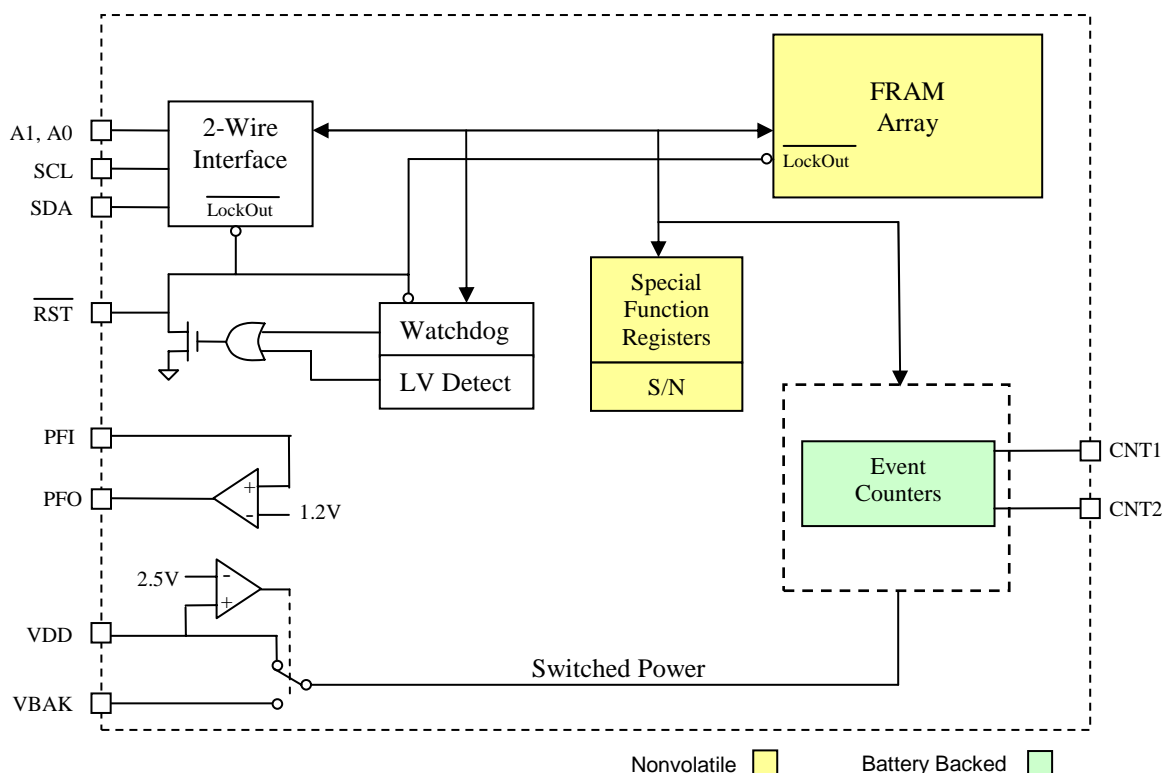 FRAM
Array
LockOut
A1, A0
SCL
SDA
2-Wire
Interface
LockOut
RST
Watchdog
LV Detect
Special
Function
Registers
S/N
PFI
PFO
+
-
1.2V
Event
Counters
CNT1
CNT2
2.5V
-
+
VDD
VBAK
Switched Power
Nonvolatile
Battery Backed